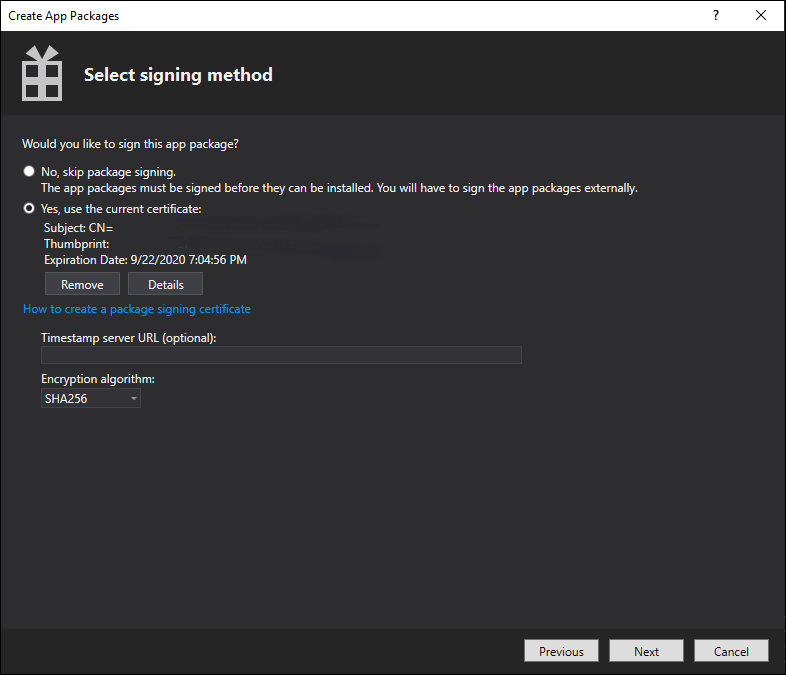 Create App Packages
?
Select signing method
Would you like to sign this app package?
No, skip package signing.
The app packages must be signed before they can be installed. You will have to sign the app packages externally.
Yes, use the current certificate:
Subject: CN=
Thumbprint:
Expiration Date: 9/22/2020 7:04:56 PM
Remove Details
How to create a package signing certificate
Timestamp server URL (optional):
Encryption algorithm:
SHA256
Previous Next Cancel